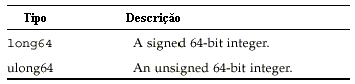 Tipo Descrição
long64 A signed 64-bit integer.
ulong64 An unsigned 64-bit integer.